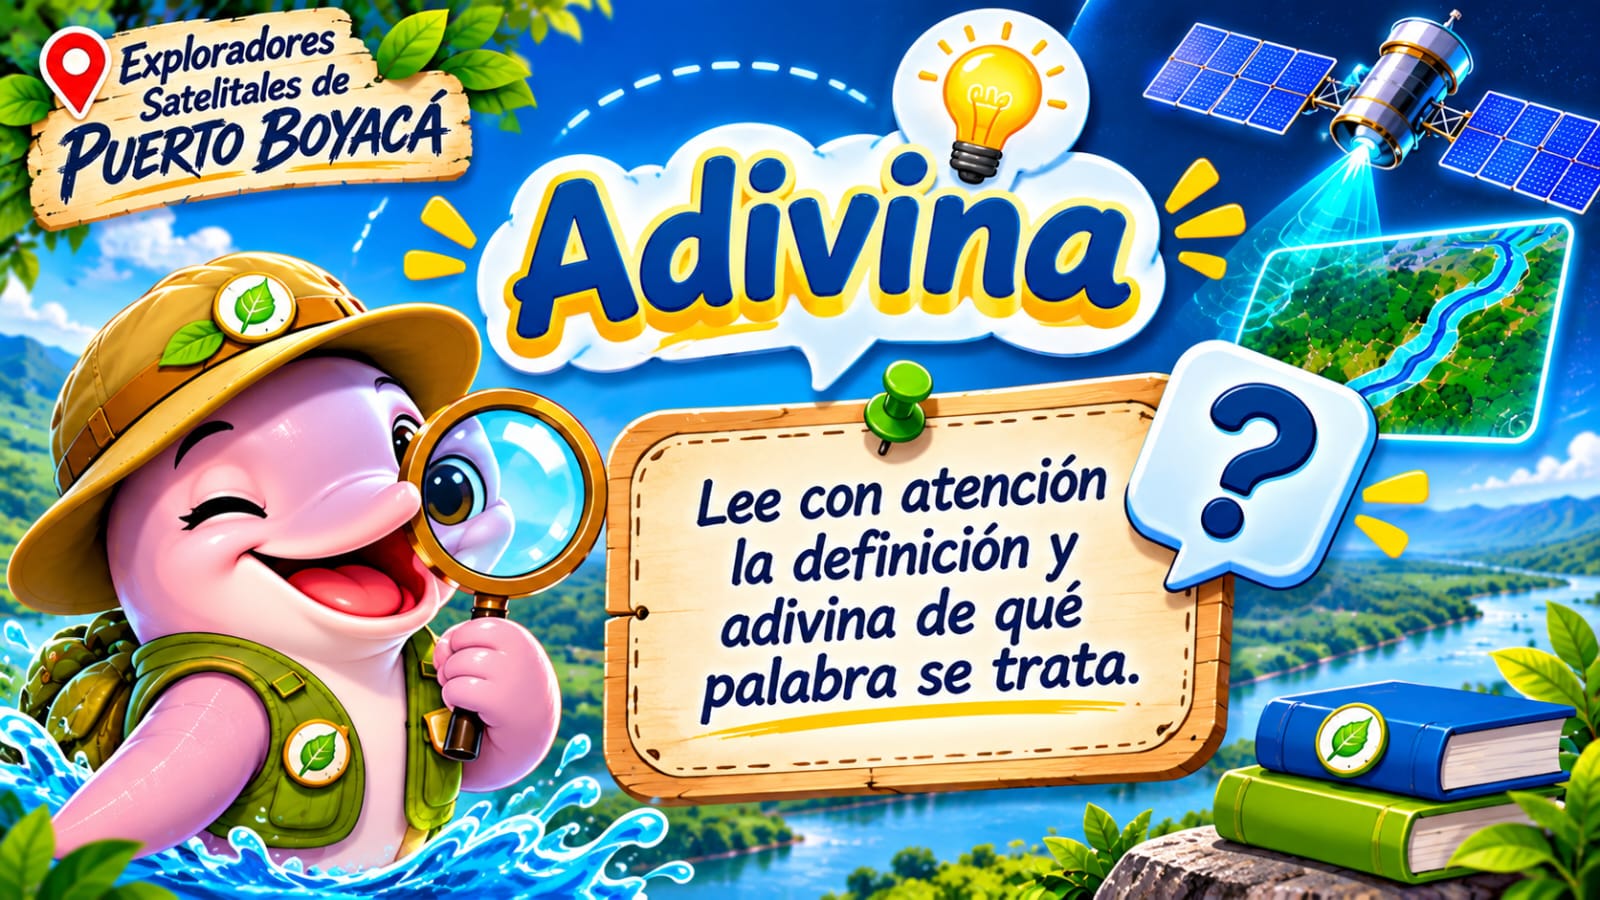 Exploradores
Satelitales de
PUERTO BOYACÁ
Adivina
Lee con atención
la definición y
adivina de qué
palabra se trata.
?